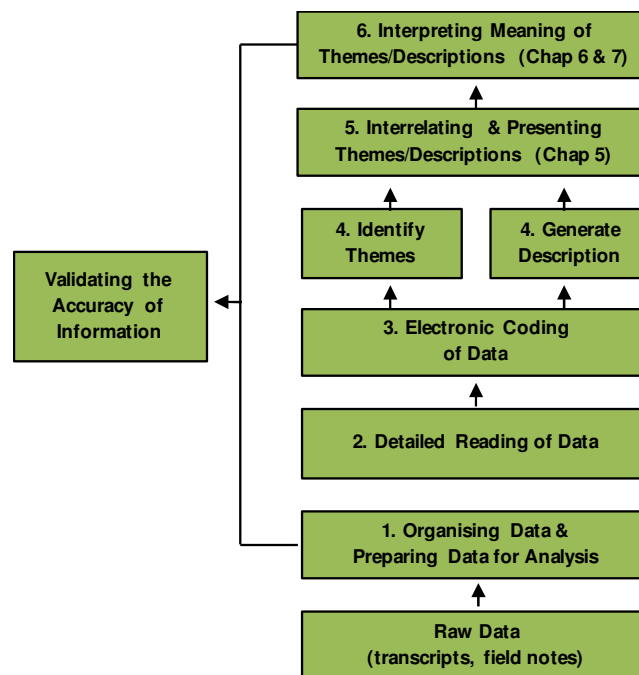 6. Interpreting Meaning of
Themes/Descriptions (Chap 6 & 7)
5. Interrelating & Presenting
Themes/Descriptions (Chap 5)
4. Identify
Themes
4. Generate
Description
Validating the
Accuracy of
Information
3. Electronic Coding
of Data
2. Detailed Reading of Data
1. Organising Data &
Preparing Data for Analysis
Raw Data
(transcripts, field notes)